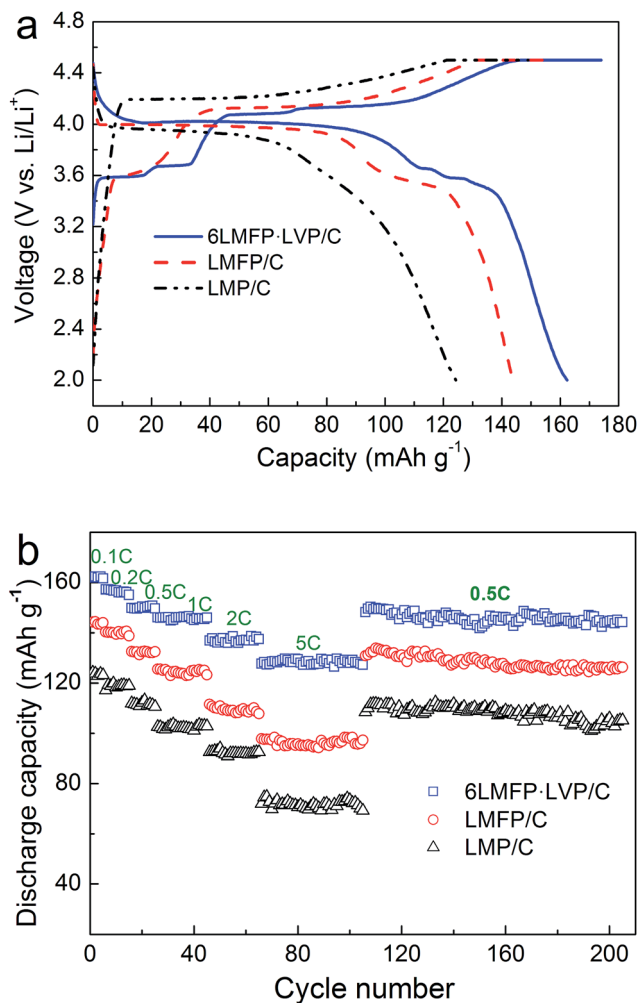 a
4.8
4.4
4.0
3.6
3.2
2.8
2.4
2.0
Voltage (V vs. Li/Li⁺)
6LMFP·LVP/C
LMFP/C
LMP/C
0 20 40 60 80 100 120 140 160 180
Capacity (mAh g⁻¹)
b
0.1C
0.2C
0.5C
1C
2C
5C
0.5C
160
120
80
40
Discharge capacity (mAh g⁻¹)
6LMFP·LVP/C
LMFP/C
LMP/C
0 40 80 120 160 200
Cycle number